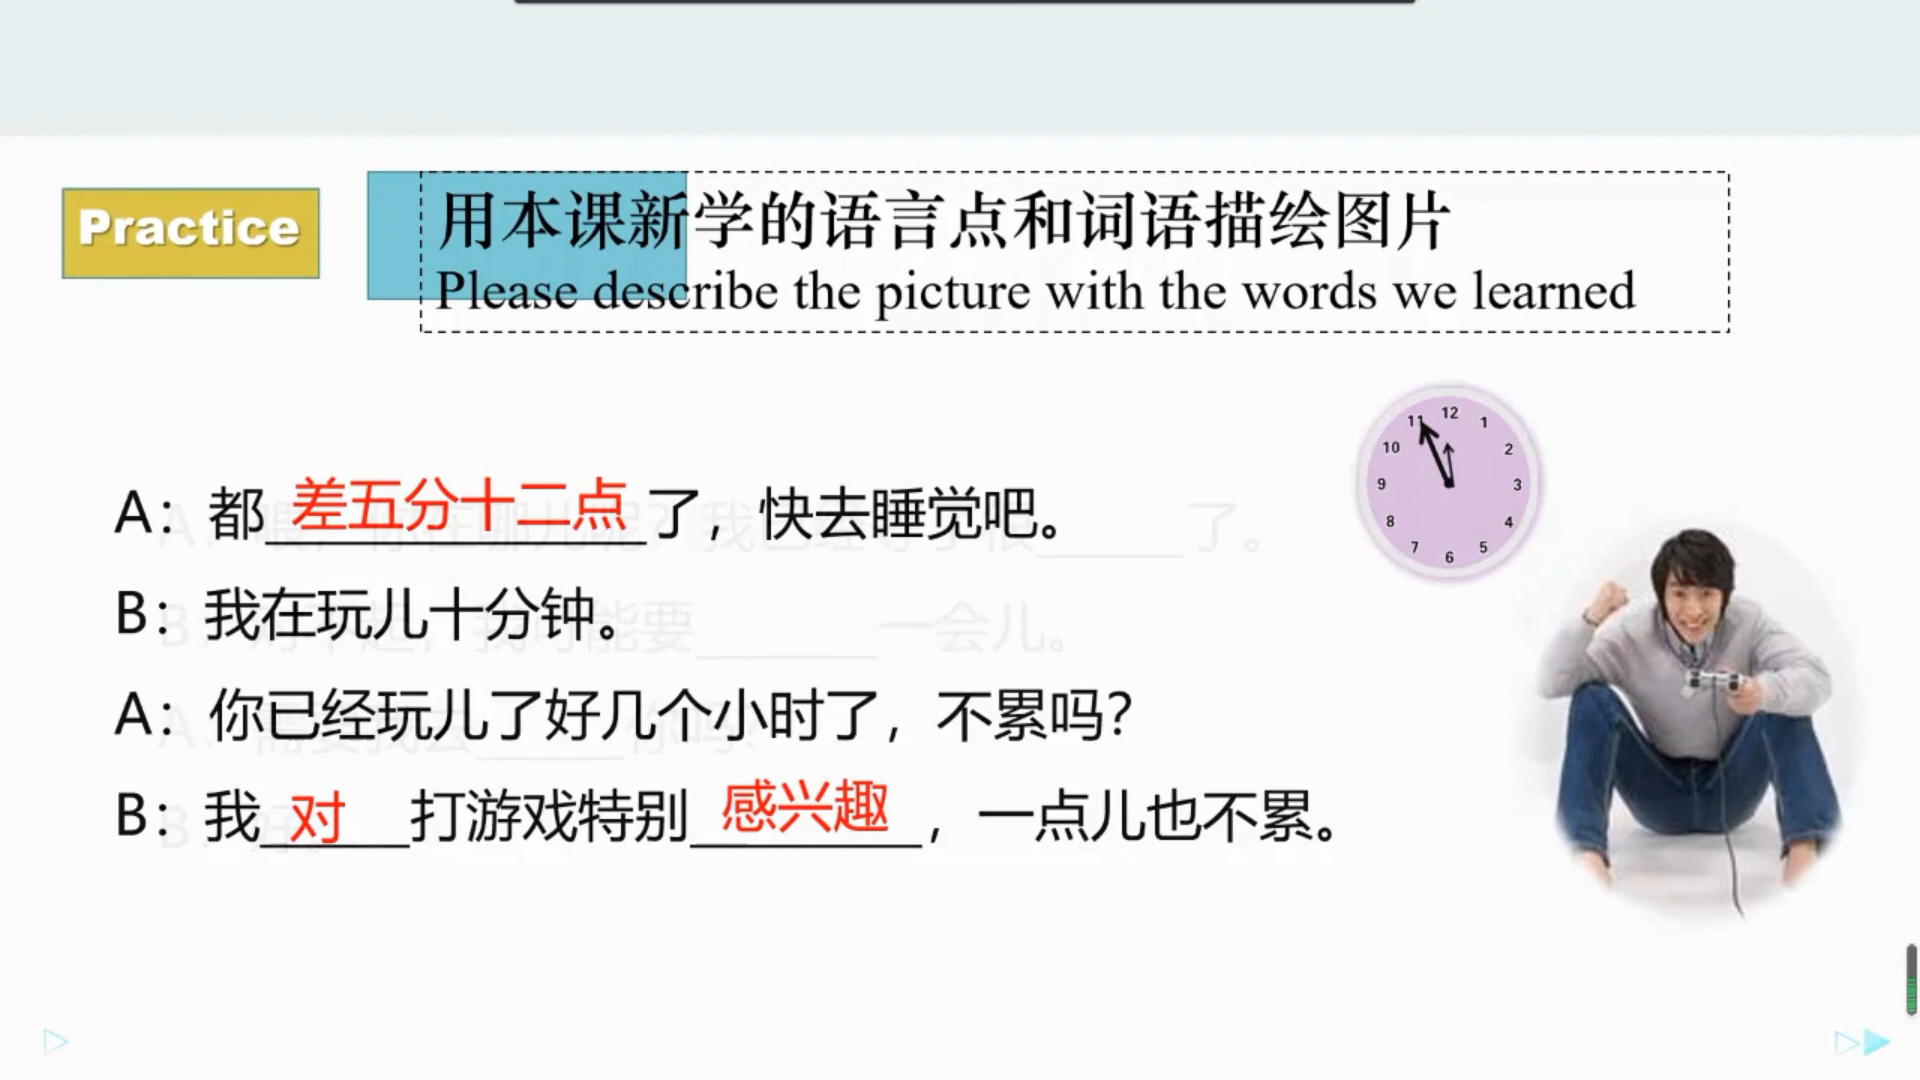 Practice
用本课新学的语言点和词语描绘图片
Please describe the picture with the words we learned
12
11 1
10 2
9 3
8 4
7 5
6
A：都差五分十二点了，快去睡觉吧。
B：我在玩儿十分钟。
A：你已经玩儿了好几个小时了，不累吗？
B：我对打游戏特别感兴趣，一点儿也不累。